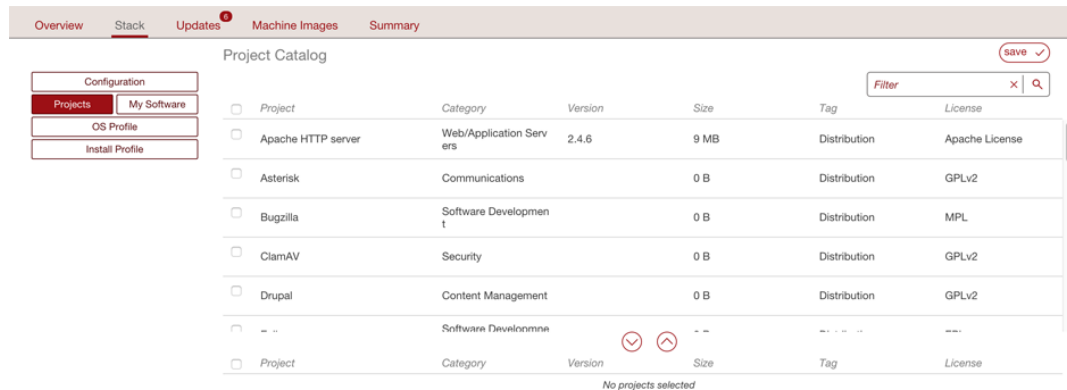 Overview Stack Updates 6 Machine Images Summary
Project Catalog
save
Configuration
Projects My Software
OS Profile
Install Profile
Filter
Project Category Version Size Tag License
Apache HTTP server Web/Application Serv
ers 2.4.6 9 MB Distribution Apache License
Asterisk Communications 0 B Distribution GPLv2
Bugzilla Software Developmen
t 0 B Distribution MPL
ClamAV Security 0 B Distribution GPLv2
Drupal Content Management 0 B Distribution GPLv2
Software Developmne
Project Category Version Size Tag License
No projects selected